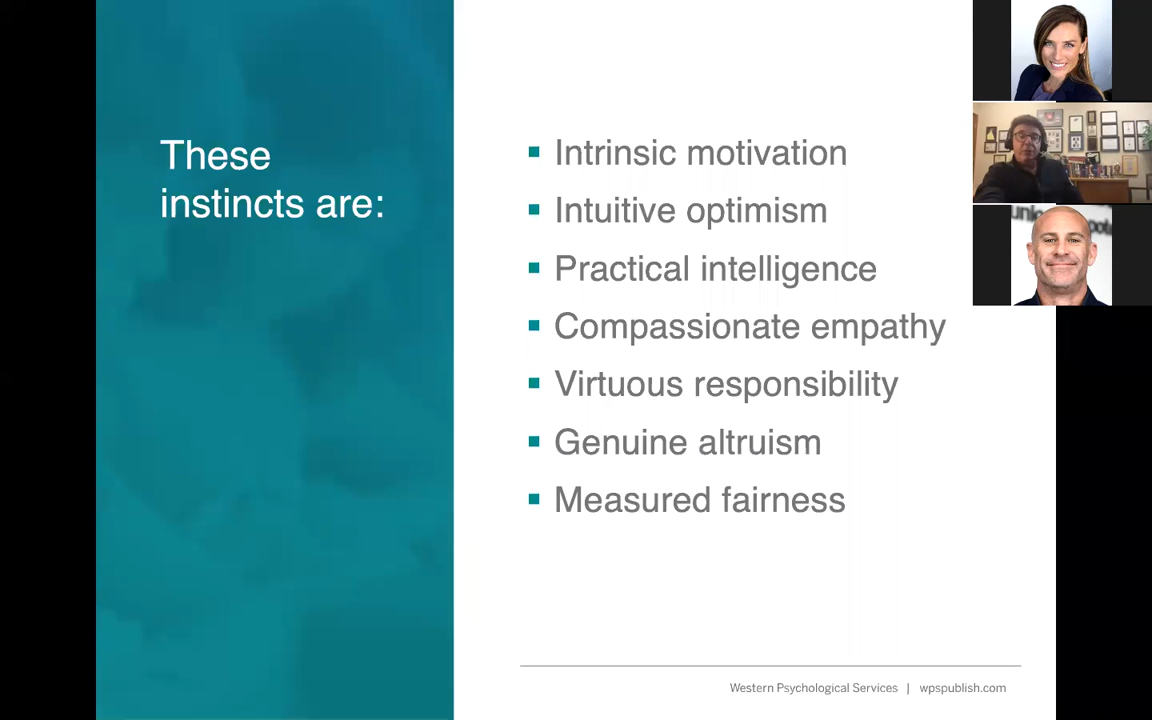 These
instincts are:
▪ Intrinsic motivation
▪ Intuitive optimism
▪ Practical intelligence
▪ Compassionate empathy
▪ Virtuous responsibility
▪ Genuine altruism
▪ Measured fairness
Western Psychological Services | wpspublish.com